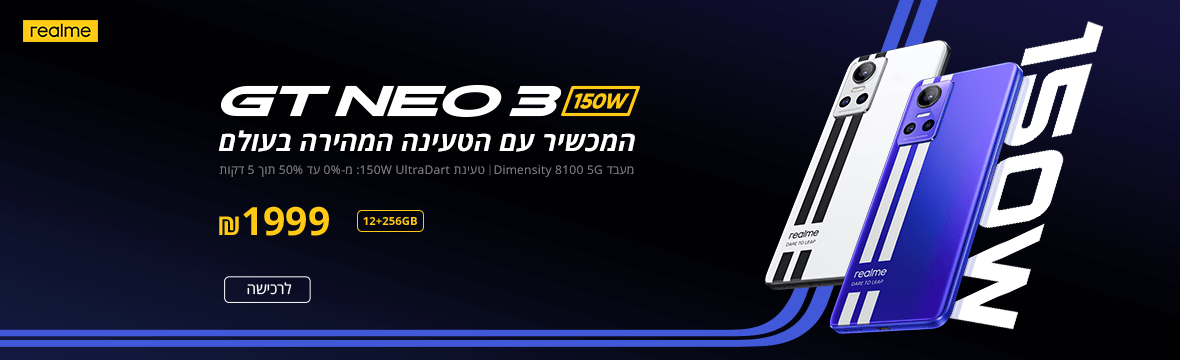 realme
GT NEO 3 150W
המכשיר עם הטעינה המהירה בעולם
מעבד Dimensity 8100 5G | טעינת 150W UltraDart: מ-0% עד 50% תוך 5 דקות
₪1999
12+256GB
לרכישה
realme
DARE TO LEAP
realme
DARE TO LEAP
150W